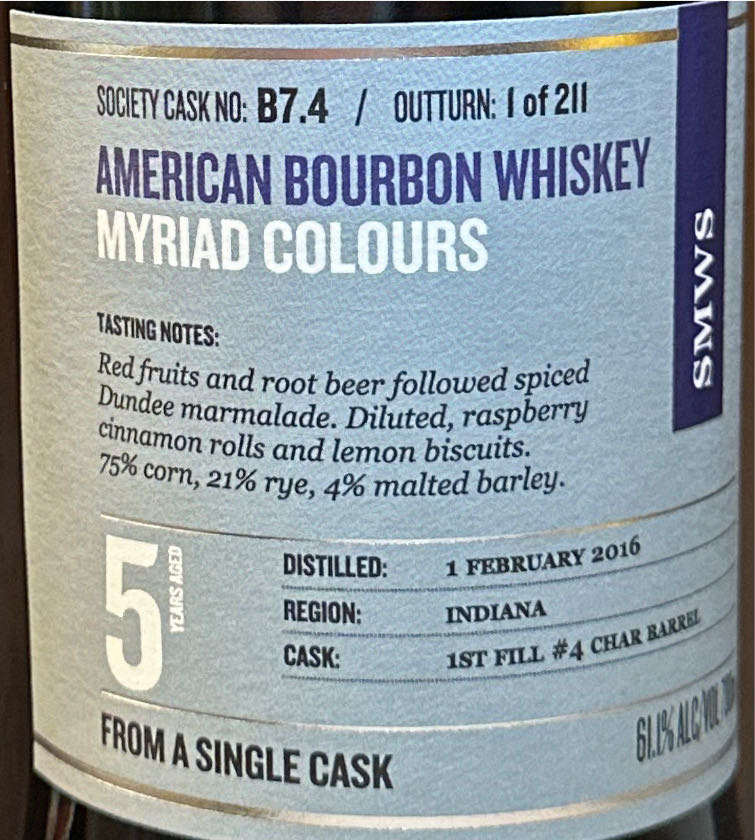 SOCIETY CASK NO: B7.4 / OUTTURN: 1 of 211
AMERICAN BOURBON WHISKEY
MYRIAD COLOURS
SMWS
TASTING NOTES:
Red fruits and root beer followed spiced
Dundee marmalade. Diluted, raspberry
cinnamon rolls and lemon biscuits.
75% corn, 21% rye, 4% malted barley.
5 YEARS AGED
DISTILLED: 1 FEBRUARY 2016
REGION: INDIANA
CASK: 1ST FILL #4 CHAR BARREL
FROM A SINGLE CASK
61.1% ALC/VOL